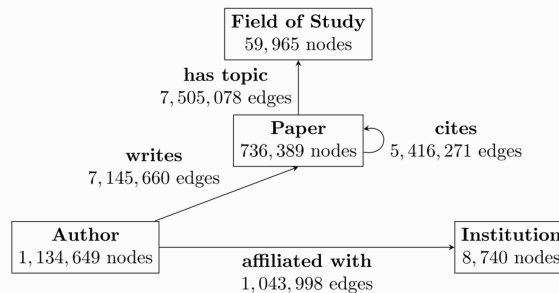 Field of Study
59,965 nodes
has topic
7,505,078 edges
Paper
736,389 nodes
cites
5,416,271 edges
writes
7,145,660 edges
Author
1,134,649 nodes
affiliated with
1,043,998 edges
Institution
8,740 nodes